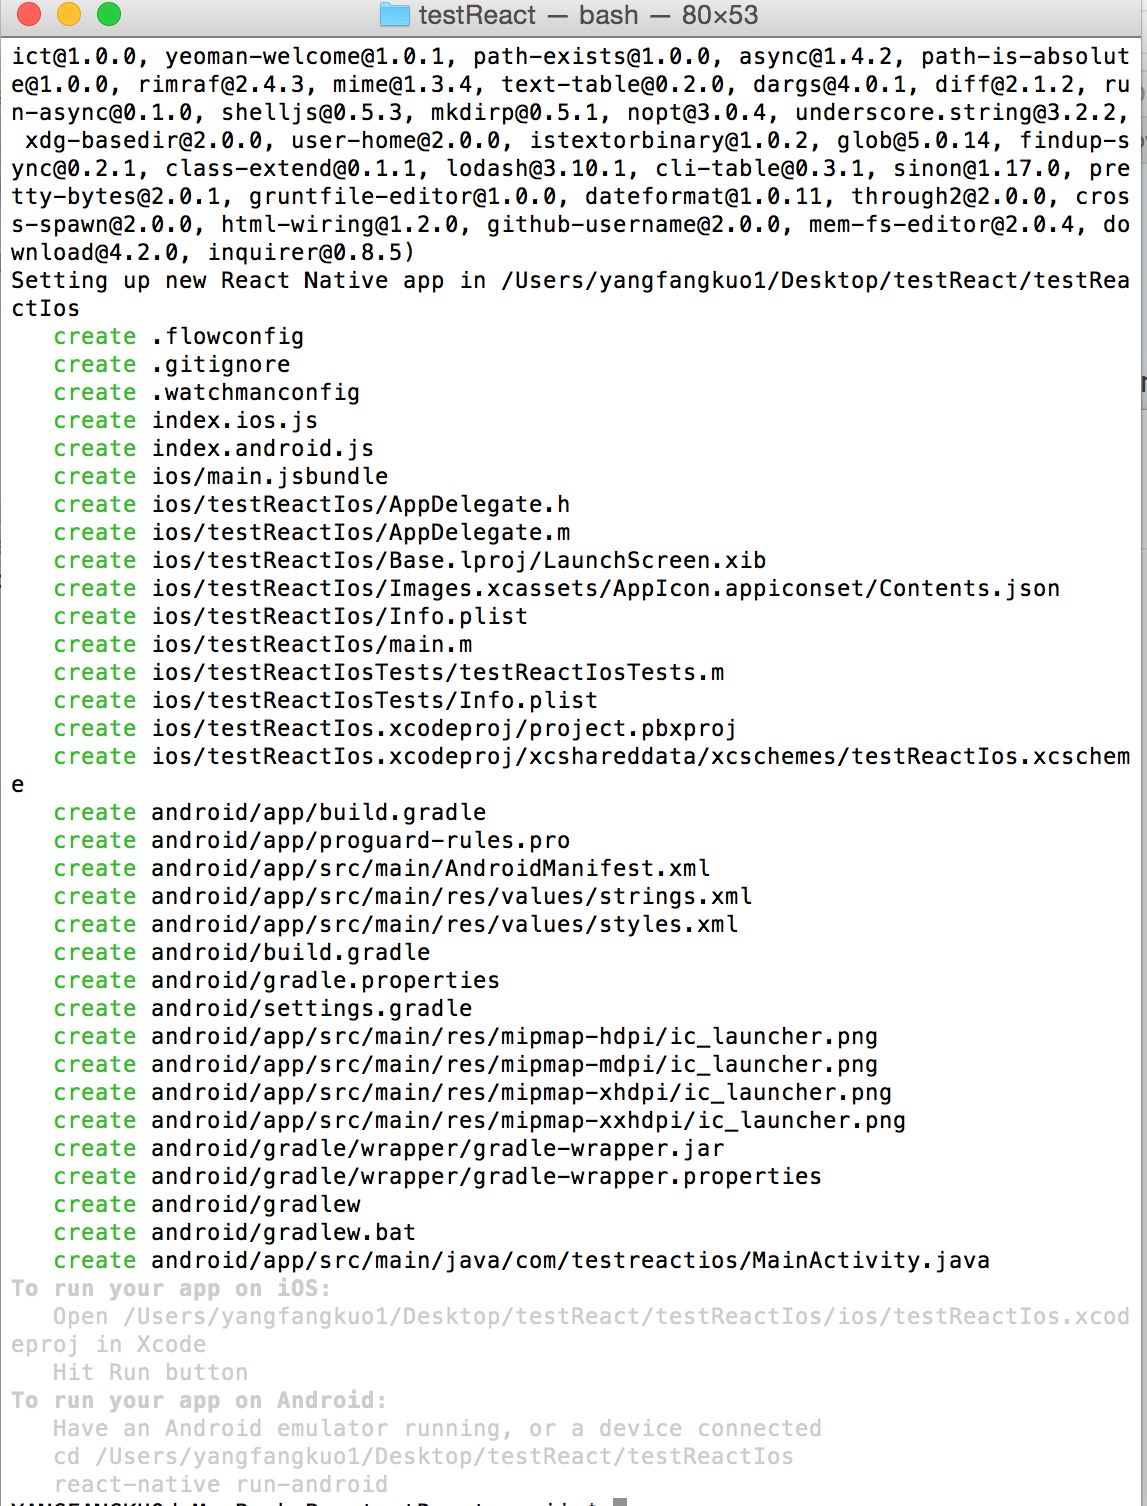 testReact — bash — 80×53
ict@1.0.0, yeoman-welcome@1.0.1, path-exists@1.0.0, async@1.4.2, path-is-absolut
e@1.0.0, rimraf@2.4.3, mime@1.3.4, text-table@0.2.0, dargs@4.0.1, diff@2.1.2, ru
n-async@0.1.0, shelljs@0.5.3, mkdirp@0.5.1, nopt@3.0.4, underscore.string@3.2.2,
 xdg-basedir@2.0.0, user-home@2.0.0, istextorbinary@1.0.2, glob@5.0.14, findup-s
ync@0.2.1, class-extend@0.1.1, lodash@3.10.1, cli-table@0.3.1, sinon@1.17.0, pre
tty-bytes@2.0.1, gruntfile-editor@1.0.0, dateformat@1.0.11, through2@2.0.0, cros
s-spawn@2.0.0, html-wiring@1.2.0, github-username@2.0.0, mem-fs-editor@2.0.4, do
wnload@4.2.0, inquirer@0.8.5)
Setting up new React Native app in /Users/yangfangkuo1/Desktop/testReact/testRea
ctIos
   create .flowconfig
   create .gitignore
   create .watchmanconfig
   create index.ios.js
   create index.android.js
   create ios/main.jsbundle
   create ios/testReactIos/AppDelegate.h
   create ios/testReactIos/AppDelegate.m
   create ios/testReactIos/Base.lproj/LaunchScreen.xib
   create ios/testReactIos/Images.xcassets/AppIcon.appiconset/Contents.json
   create ios/testReactIos/Info.plist
   create ios/testReactIos/main.m
   create ios/testReactIosTests/testReactIosTests.m
   create ios/testReactIosTests/Info.plist
   create ios/testReactIos.xcodeproj/project.pbxproj
   create ios/testReactIos.xcodeproj/xcshareddata/xcschemes/testReactIos.xcschem
e
   create android/app/build.gradle
   create android/app/proguard-rules.pro
   create android/app/src/main/AndroidManifest.xml
   create android/app/src/main/res/values/strings.xml
   create android/app/src/main/res/values/styles.xml
   create android/build.gradle
   create android/gradle.properties
   create android/settings.gradle
   create android/app/src/main/res/mipmap-hdpi/ic_launcher.png
   create android/app/src/main/res/mipmap-mdpi/ic_launcher.png
   create android/app/src/main/res/mipmap-xhdpi/ic_launcher.png
   create android/app/src/main/res/mipmap-xxhdpi/ic_launcher.png
   create android/gradle/wrapper/gradle-wrapper.jar
   create android/gradle/wrapper/gradle-wrapper.properties
   create android/gradlew
   create android/gradlew.bat
   create android/app/src/main/java/com/testreactios/MainActivity.java
To run your app on iOS:
   Open /Users/yangfangkuo1/Desktop/testReact/testReactIos/ios/testReactIos.xcod
eproj in Xcode
   Hit Run button
To run your app on Android:
   Have an Android emulator running, or a device connected
   cd /Users/yangfangkuo1/Desktop/testReact/testReactIos
   react-native run-android